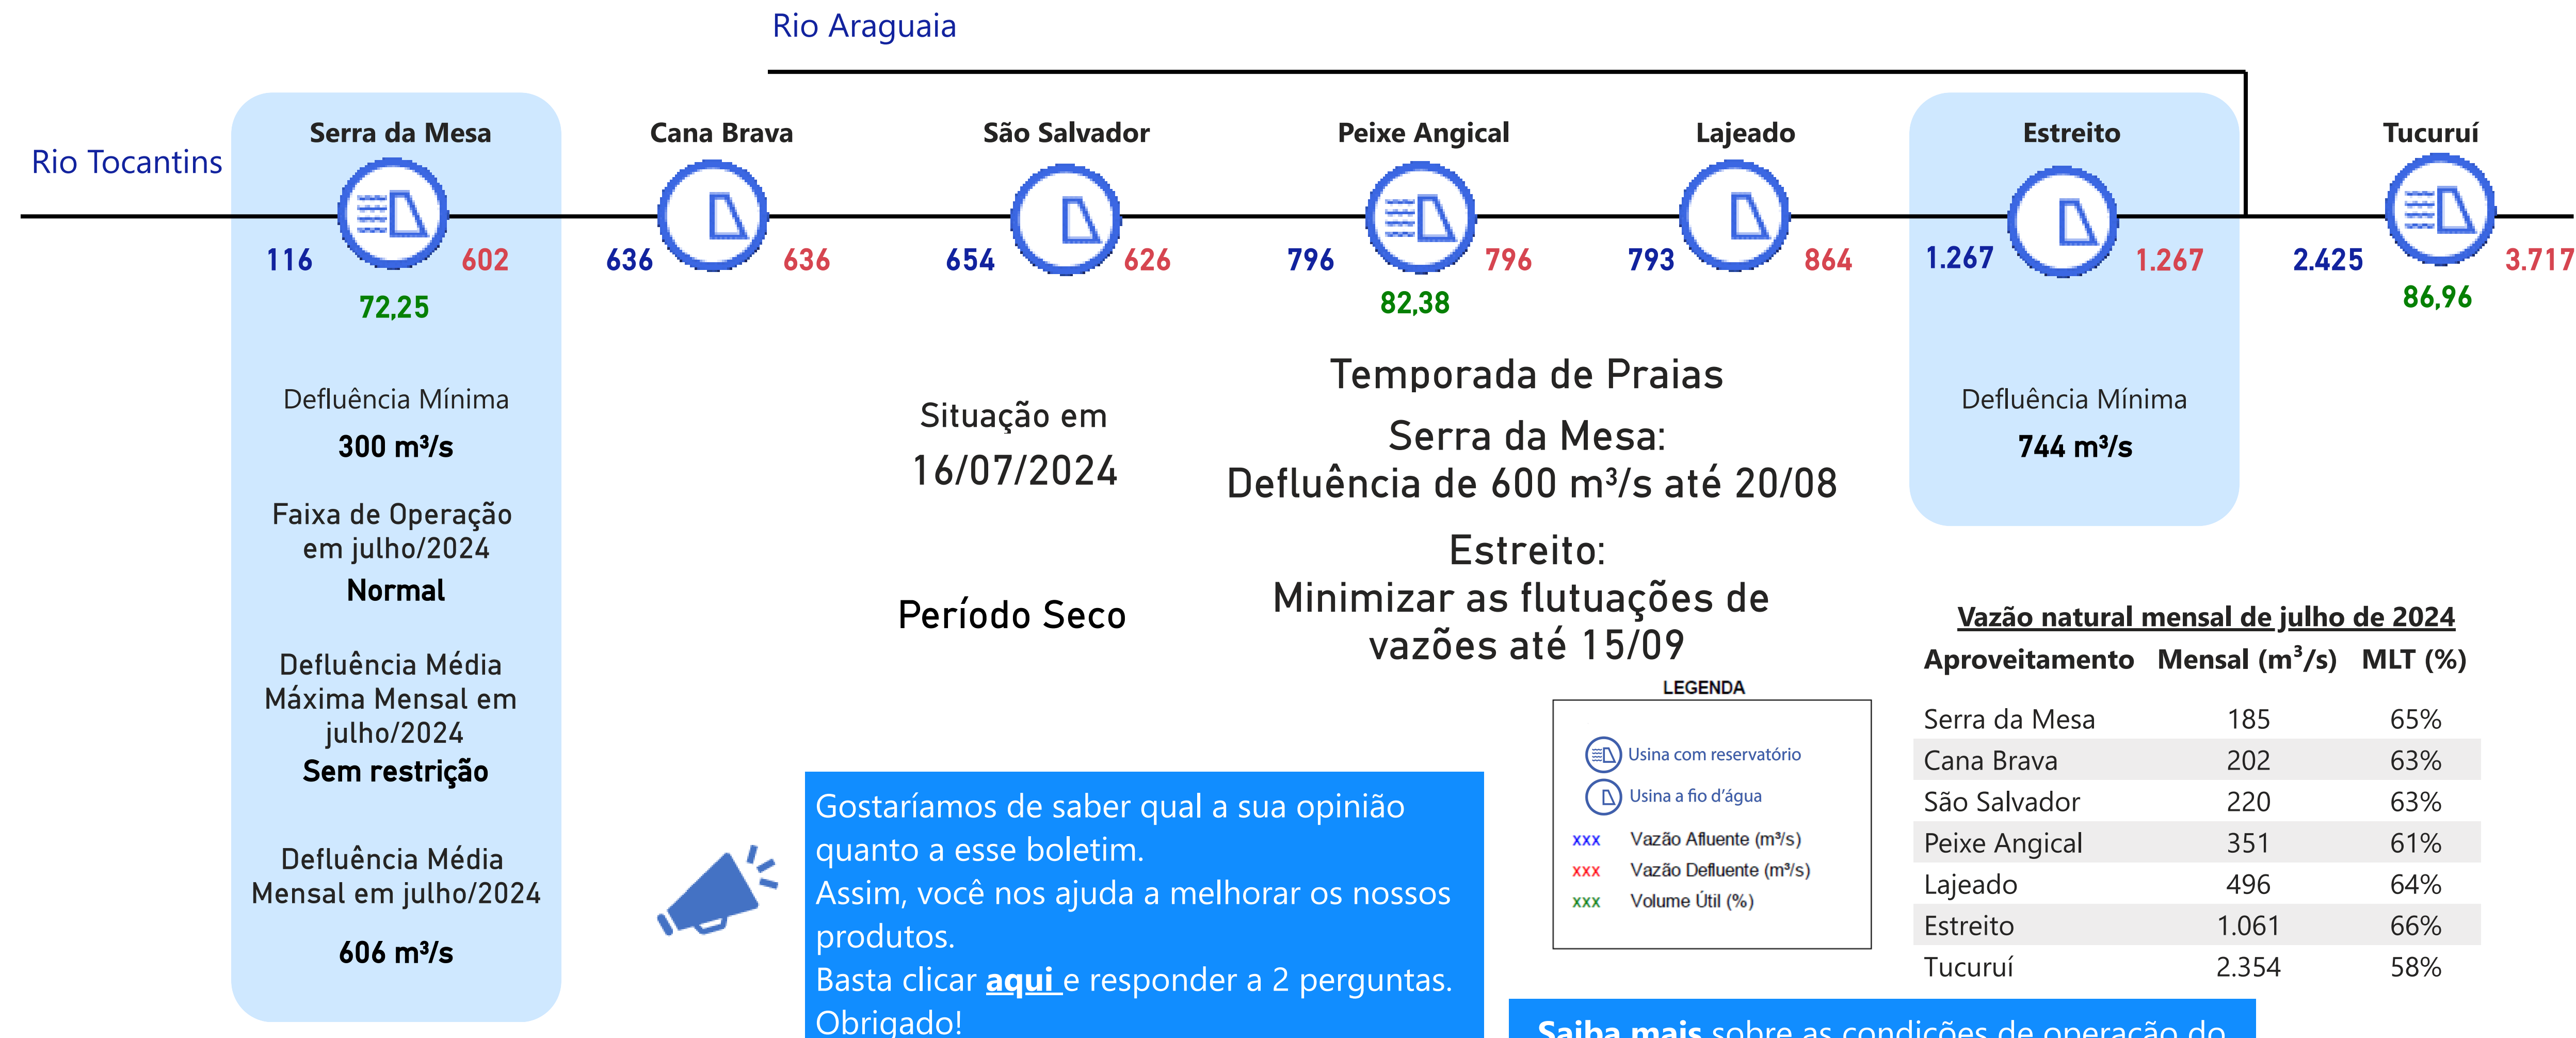 Rio Araguaia
Rio Tocantins
Serra da Mesa
Cana Brava
São Salvador
Peixe Angical
Lajeado
Estreito
Tucuruí
116
602
636
636
654
626
796
796
793
864
1.267
1.267
2.425
3.717
72,25
82,38
86,96
Defluência Mínima
300 m³/s
Faixa de Operação
em julho/2024
Normal
Defluência Média
Máxima Mensal em
julho/2024
Sem restrição
Defluência Média
Mensal em julho/2024
606 m³/s
Situação em
16/07/2024
Período Seco
Temporada de Praias
Serra da Mesa:
Defluência de 600 m³/s até 20/08
Estreito:
Minimizar as flutuações de
vazões até 15/09
Defluência Mínima
744 m³/s
Gostaríamos de saber qual a sua opinião
quanto a esse boletim.
Assim, você nos ajuda a melhorar os nossos
produtos.
Basta clicar aqui e responder a 2 perguntas.
Obrigado!
LEGENDA
Usina com reservatório
Usina a fio d'água
xxx Vazão Afluente (m³/s)
xxx Vazão Defluente (m³/s)
xxx Volume Útil (%)
Vazão natural mensal de julho de 2024
Aproveitamento Mensal (m³/s) MLT (%)
Serra da Mesa 185 65%
Cana Brava 202 63%
São Salvador 220 63%
Peixe Angical 351 61%
Lajeado 496 64%
Estreito 1.061 66%
Tucuruí 2.354 58%
Saiba mais sobre as condições de operação do